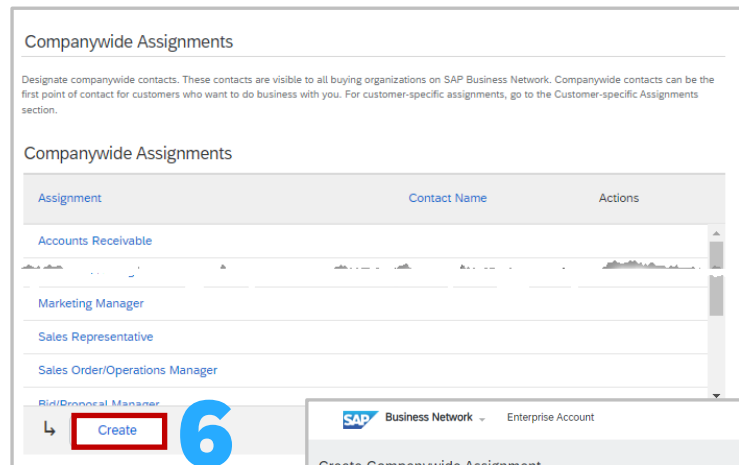 Companywide Assignments
Designate companywide contacts. These contacts are visible to all buying organizations on SAP Business Network. Companywide contacts can be the
first point of contact for customers who want to do business with you. For customer-specific assignments, go to the Customer-specific Assignments
section.
Companywide Assignments
Assignment Contact Name Actions
Accounts Receivable
Marketing Manager
Sales Representative
Sales Order/Operations Manager
Bid/Proposal Manager
Create 6
SAP Business Network Enterprise Account
Create Companywide Assignment